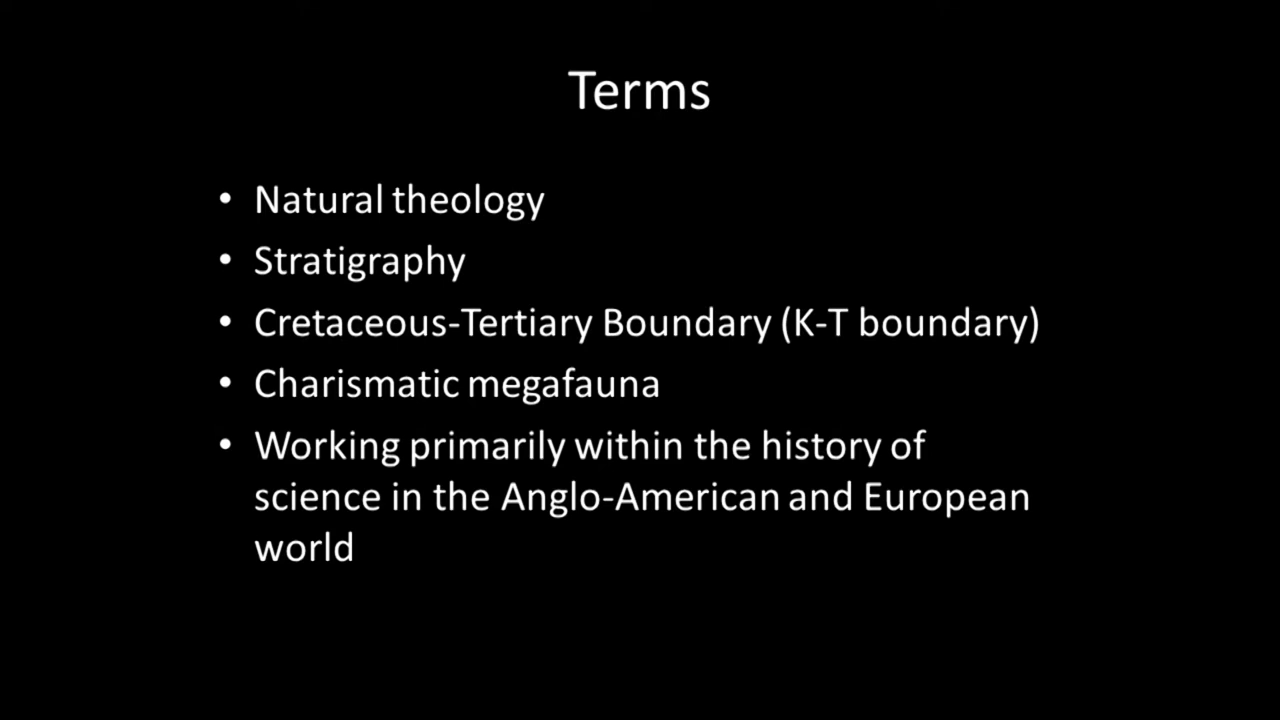 Terms
• Natural theology
• Stratigraphy
• Cretaceous-Tertiary Boundary (K-T boundary)
• Charismatic megafauna
• Working primarily within the history of
science in the Anglo-American and European
world